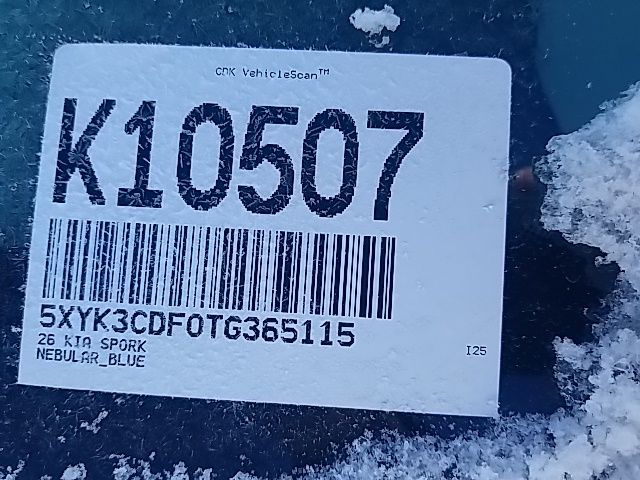 CDK VehicleScan™
K10507
5XYK3CDF0TG365115
26 KIA SPORK
NEBULAR_BLUE
I25